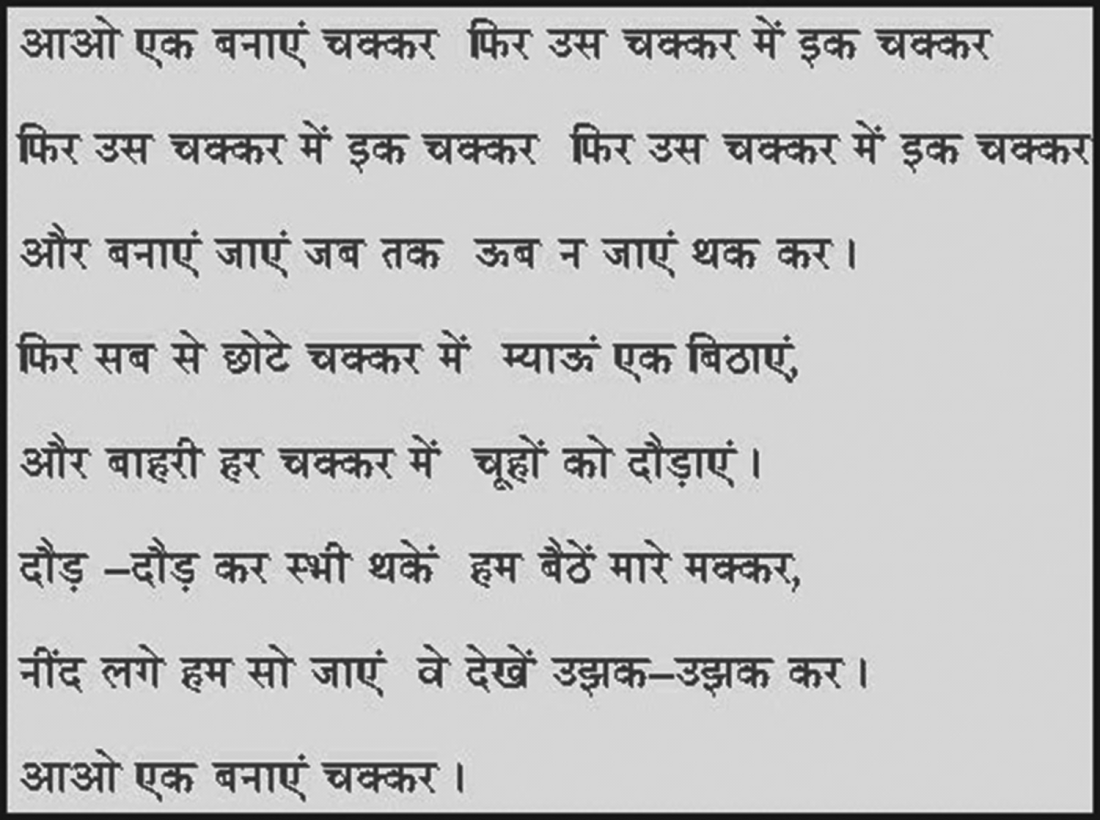 आओ एक बनाएं चक्कर फिर उस चक्कर में इक चक्कर
फिर उस चक्कर में इक चक्कर फिर उस चक्कर में इक चक्कर
और बनाएं जाएं जब तक ऊब न जाएं थक कर।
फिर सब से छोटे चक्कर में म्याऊं एक बिठाएं,
और बाहरी हर चक्कर में चूहों को दौड़ाएं।
दौड़ –दौड़ कर स्भी थकें हम बैठें मारे मक्कर,
नींद लगे हम सो जाएं वे देखें उझक–उझक कर।
आओ एक बनाएं चक्कर।